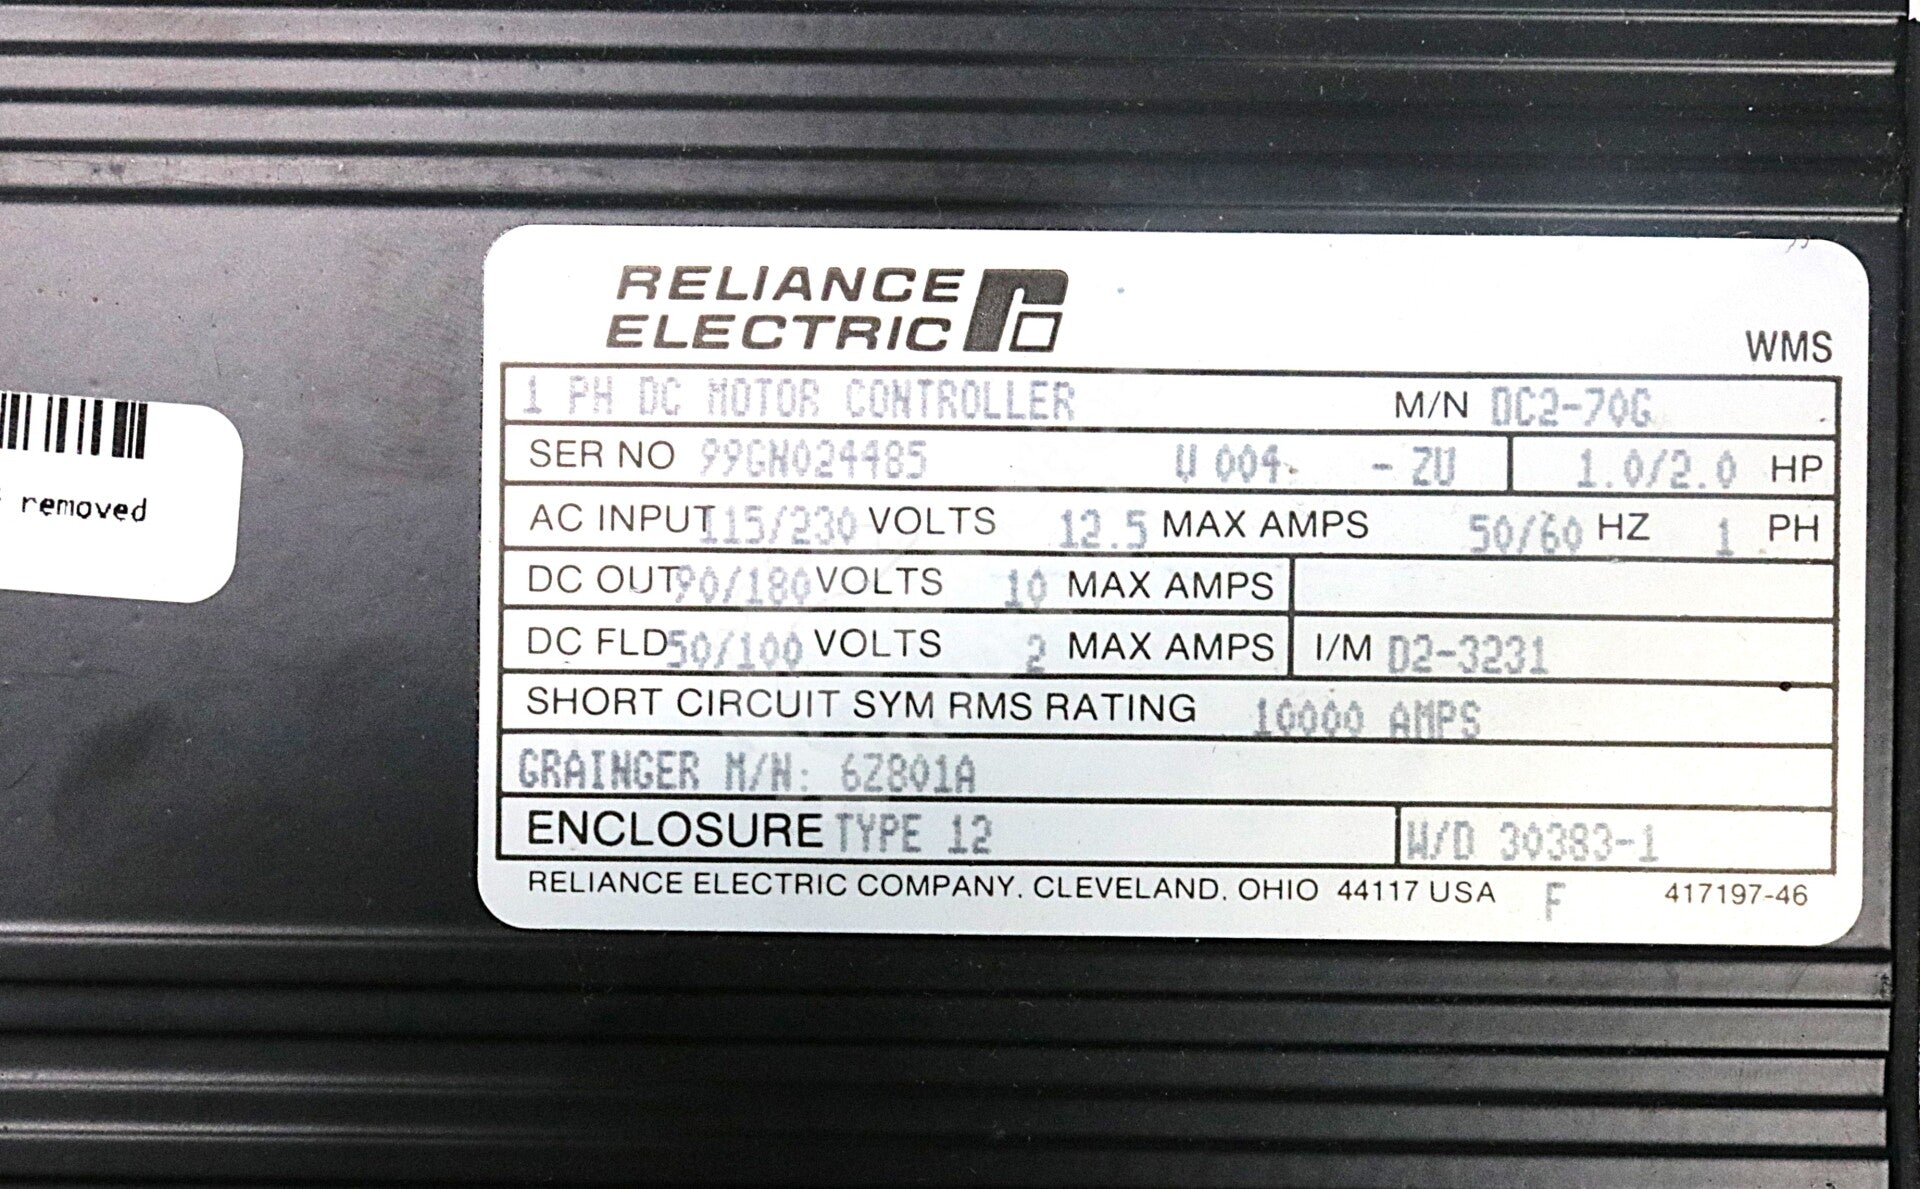 RELIANCE
ELECTRIC
WMS
1 PH DC MOTOR CONTROLLER M/N DC2-70G
SER NO 99GN024485 V 004 - ZU 1.0/2.0 HP
AC INPUT 115/230 VOLTS 12.5 MAX AMPS 50/60 HZ 1 PH
DC OUT 90/180 VOLTS 10 MAX AMPS
DC FLD 50/100 VOLTS 2 MAX AMPS I/M D2-3231
SHORT CIRCUIT SYM RMS RATING 10000 AMPS
GRAINGER M/N: 6Z801A
ENCLOSURE TYPE 12 W/D 30383-1
RELIANCE ELECTRIC COMPANY. CLEVELAND. OHIO 44117 USA F 417197-46
removed